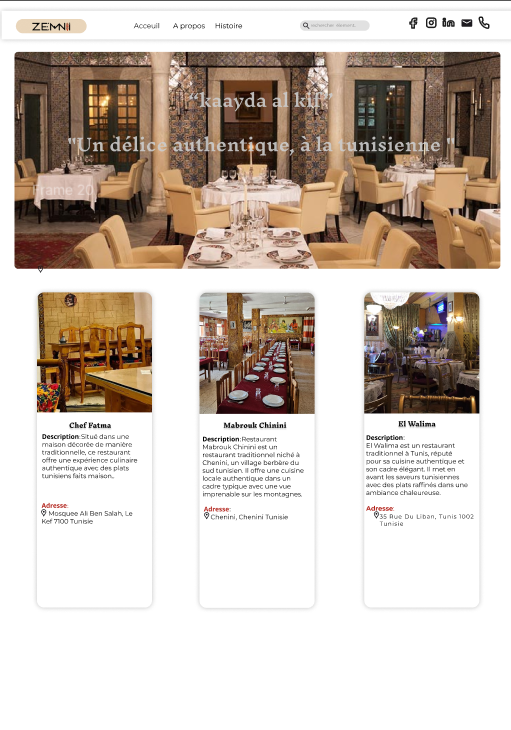 ZEMNII
Acceuil
A propos
Histoire
"kaayda al kif"
"Un délice authentique, à la tunisienne "
Frame 20
Chef Fatma
Description:Situé dans une
maison décorée de manière
traditionnelle, ce restaurant
offre une expérience culinaire
authentique avec des plats
tunisiens faits maison..
Adresse:
Mosquee Ali Ben Salah, Le
Kef 7100 Tunisie
Mabrouk Chinini
Description:Restaurant
Mabrouk Chinini est un
restaurant traditionnel niché à
Chenini, un village berbère du
sud tunisien. Il offre une cuisine
locale authentique dans un
cadre typique avec une vue
imprenable sur les montagnes.
Adresse:
Chenini, Chenini Tunisie
El Walima
Description:
El Walima est un restaurant
traditionnel à Tunis, réputé
pour sa cuisine authentique et
son cadre élégant. Il met en
avant les saveurs tunisiennes
avec des plats raffinés dans une
ambiance chaleureuse.
Adresse:
35 Rue Du Liban, Tunis 1002
Tunisie